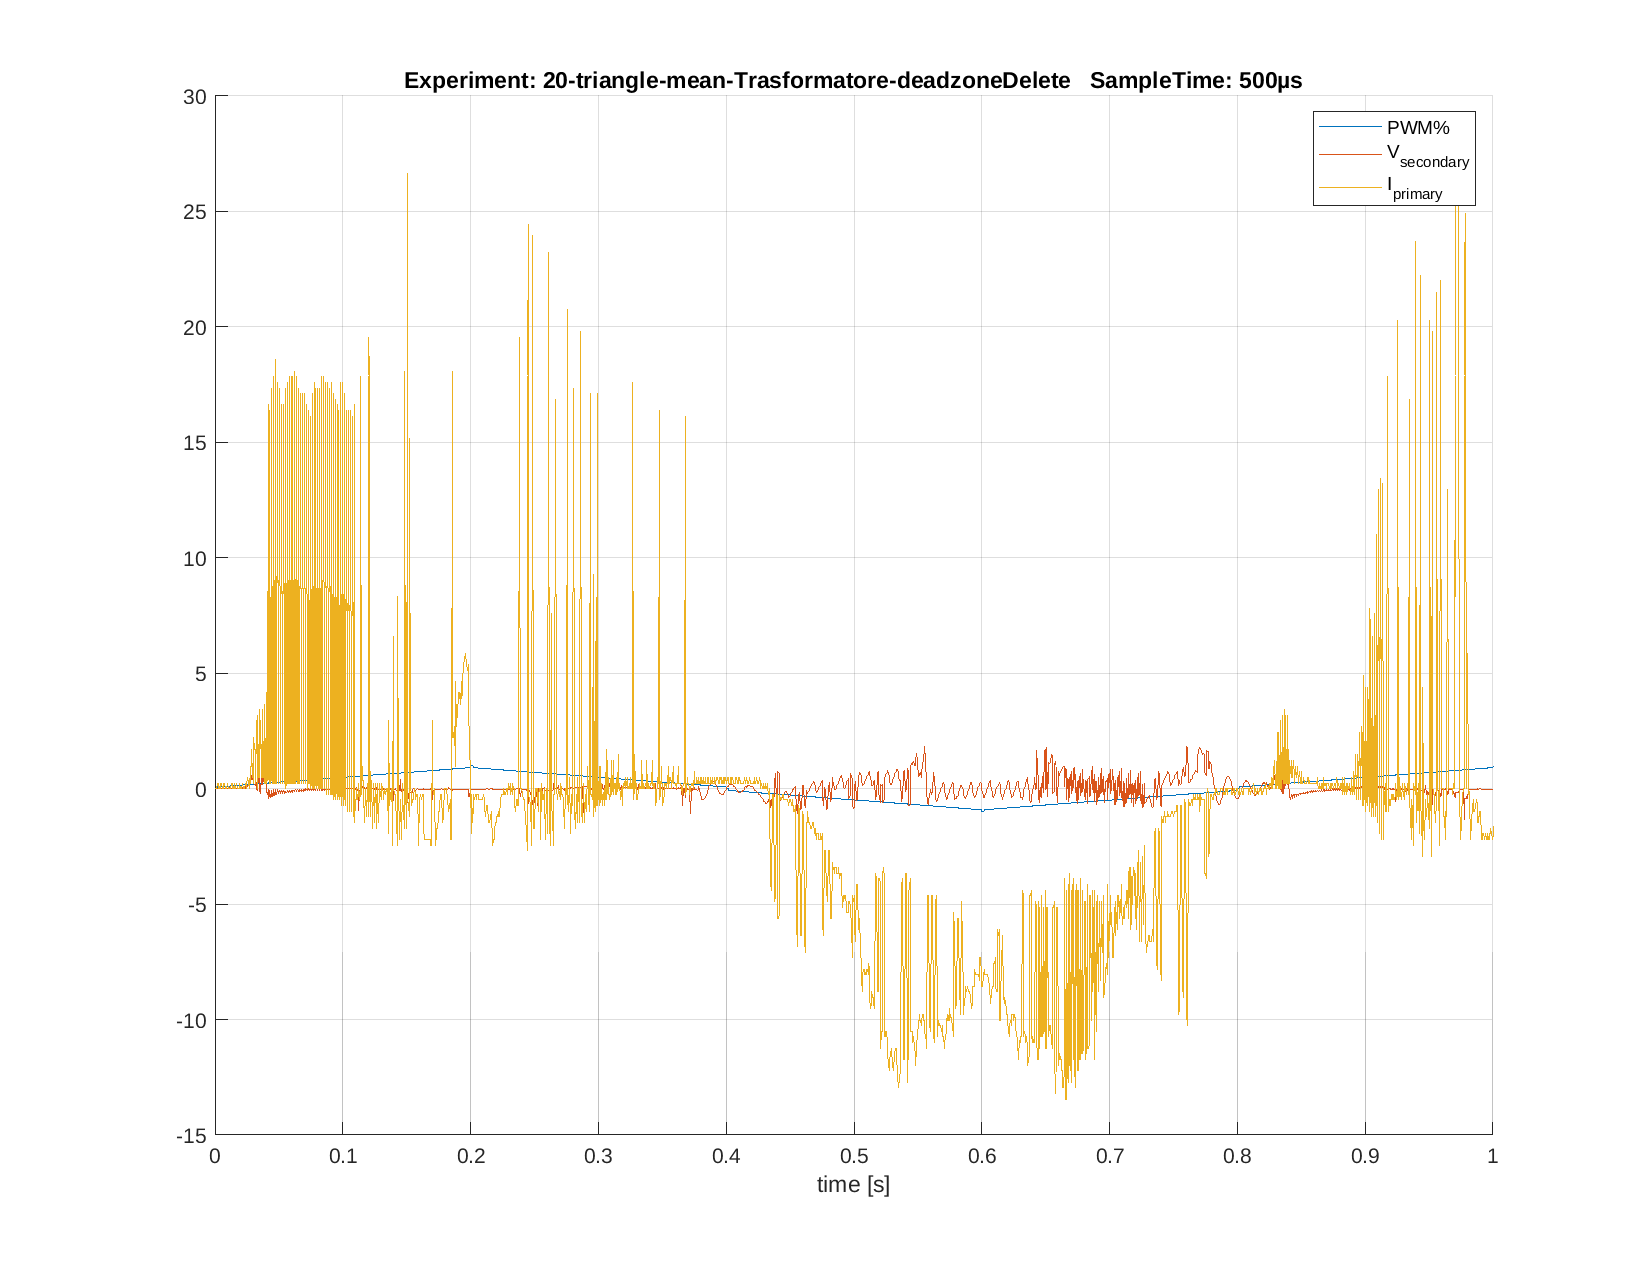 Experiment: 20-triangle-mean-Trasformatore-deadzoneDelete   SampleTime: 500µs
30
25
20
15
10
5
0
-5
-10
-15
PWM%
V_secondary
I_primary
0 0.1 0.2 0.3 0.4 0.5 0.6 0.7 0.8 0.9 1
time [s]